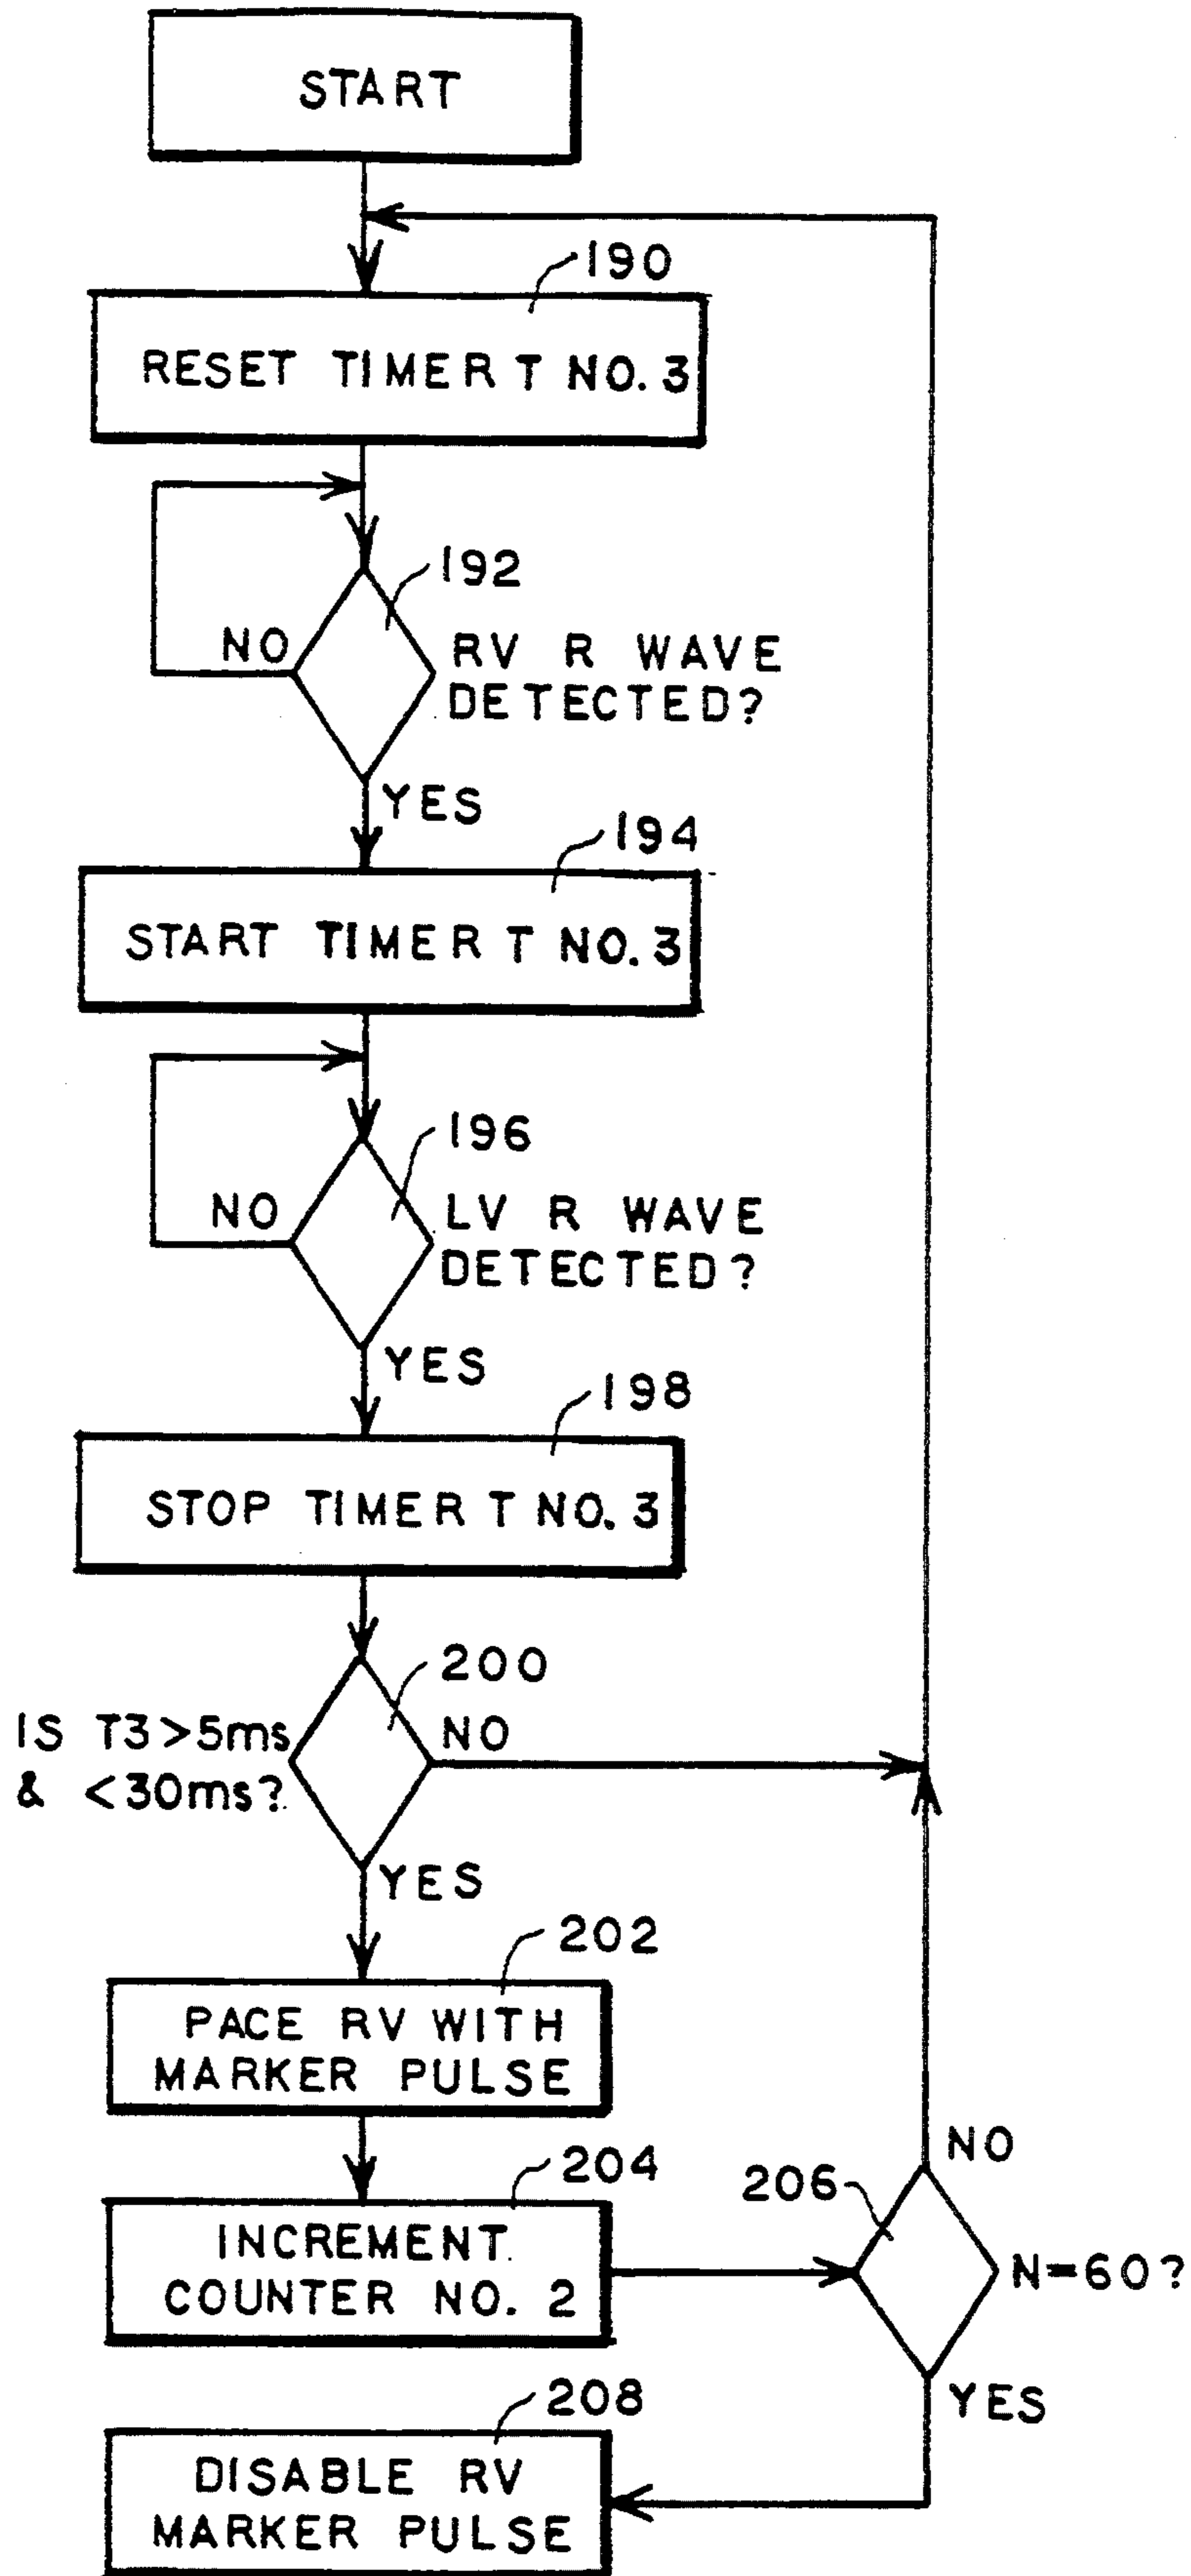 START
190
RESET TIMER T NO. 3
192
NO
RV R WAVE
DETECTED?
YES
194
START TIMER T NO. 3
196
NO
LV R WAVE
DETECTED?
YES
198
STOP TIMER T NO. 3
200
IS T3>5ms
& <30ms?
NO
YES
202
PACE RV WITH
MARKER PULSE
204
INCREMENT
COUNTER NO. 2
206
NO
N=60?
YES
208
DISABLE RV
MARKER PULSE